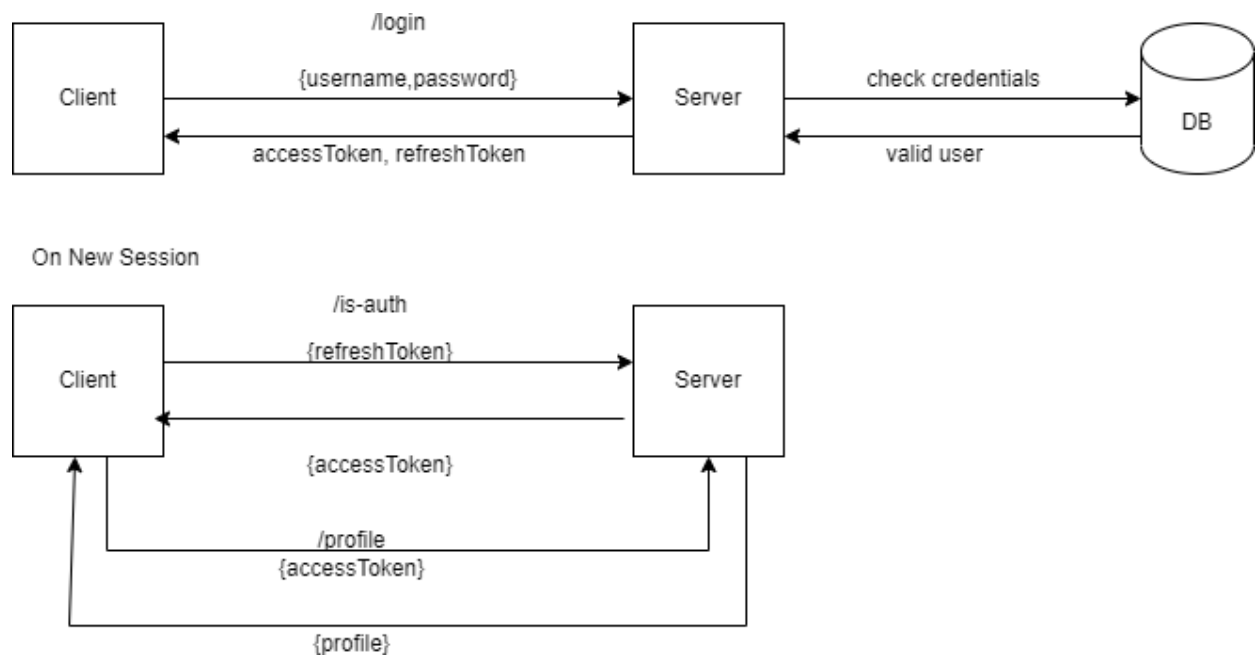 /login
Client
{username,password}
Server
check credentials
DB
accessToken, refreshToken
valid user
On New Session
/is-auth
Client
{refreshToken}
Server
{accessToken}
/profile
{accessToken}
{profile}